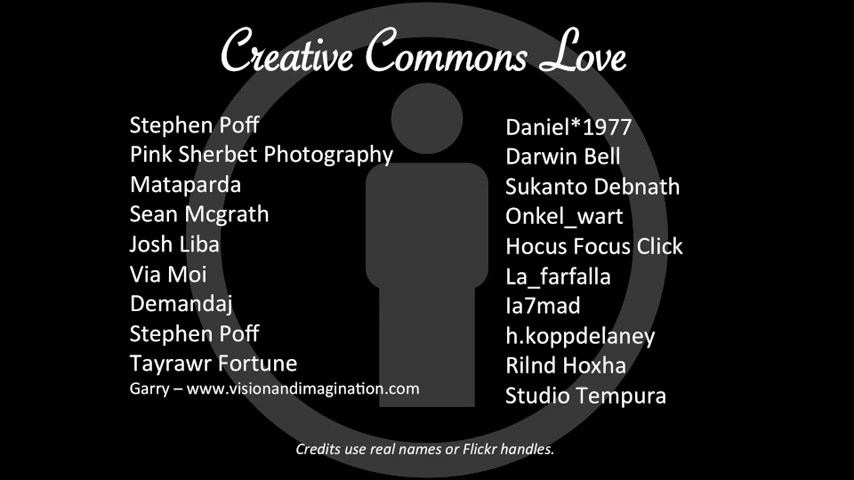 Creative Commons Love
Stephen Poff
Pink Sherbet Photography
Mataparda
Sean Mcgrath
Josh Liba
Via Moi
Demandaj
Stephen Poff
Tayrawr Fortune
Garry – www.visionandimagination.com
Daniel*1977
Darwin Bell
Sukanto Debnath
Onkel_wart
Hocus Focus Click
La_farfalla
Ia7mad
h.koppdelaney
Rilnd Hoxha
Studio Tempura
Credits use real names or Flickr handles.